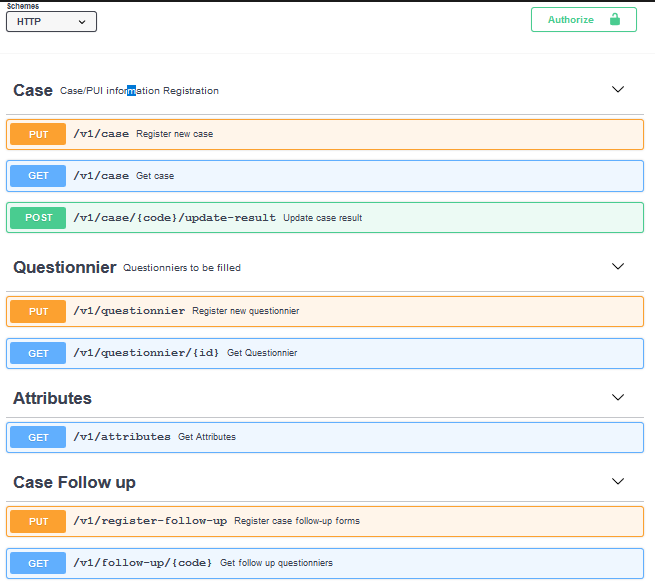 Schemes
HTTP
Authorize
Case Case/PUI information Registration
PUT /v1/case Register new case
GET /v1/case Get case
POST /v1/case/{code}/update-result Update case result
Questionnier Questionniers to be filled
PUT /v1/questionnier Register new questionnier
GET /v1/questionnier/{id} Get Questionnier
Attributes
GET /v1/attributes Get Attributes
Case Follow up
PUT /v1/register-follow-up Register case follow-up forms
GET /v1/follow-up/{code} Get follow up questionniers